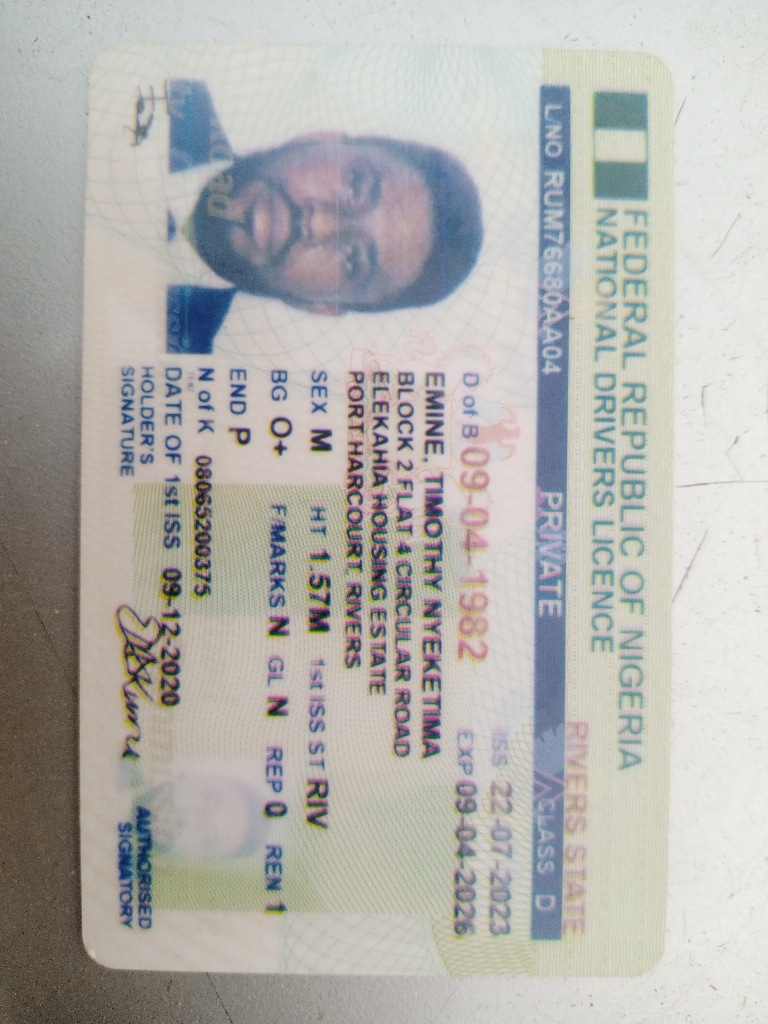 FEDERAL REPUBLIC OF NIGERIA
NATIONAL DRIVERS LICENCE
RIVERS STATE
L/NO RUM76680AA04 PRIVATE CLASS D
ISS 22-07-2023
D of B 09-04-1982 EXP 09-04-2026
EMINE, TIMOTHY NYEKETIMA
BLOCK 2 FLAT 4 CIRCULAR ROAD
ELEKAHIA HOUSING ESTATE
PORT HARCOURT, RIVERS
SEX M HT 1.57M 1st ISS ST RIV
BG O+ F/MARKS N GL N REP 0 REN 1
END P
N of K 08065200375
DATE OF 1st ISS 09-12-2020
HOLDER'S
SIGNATURE
AUTHORISED
SIGNATORY